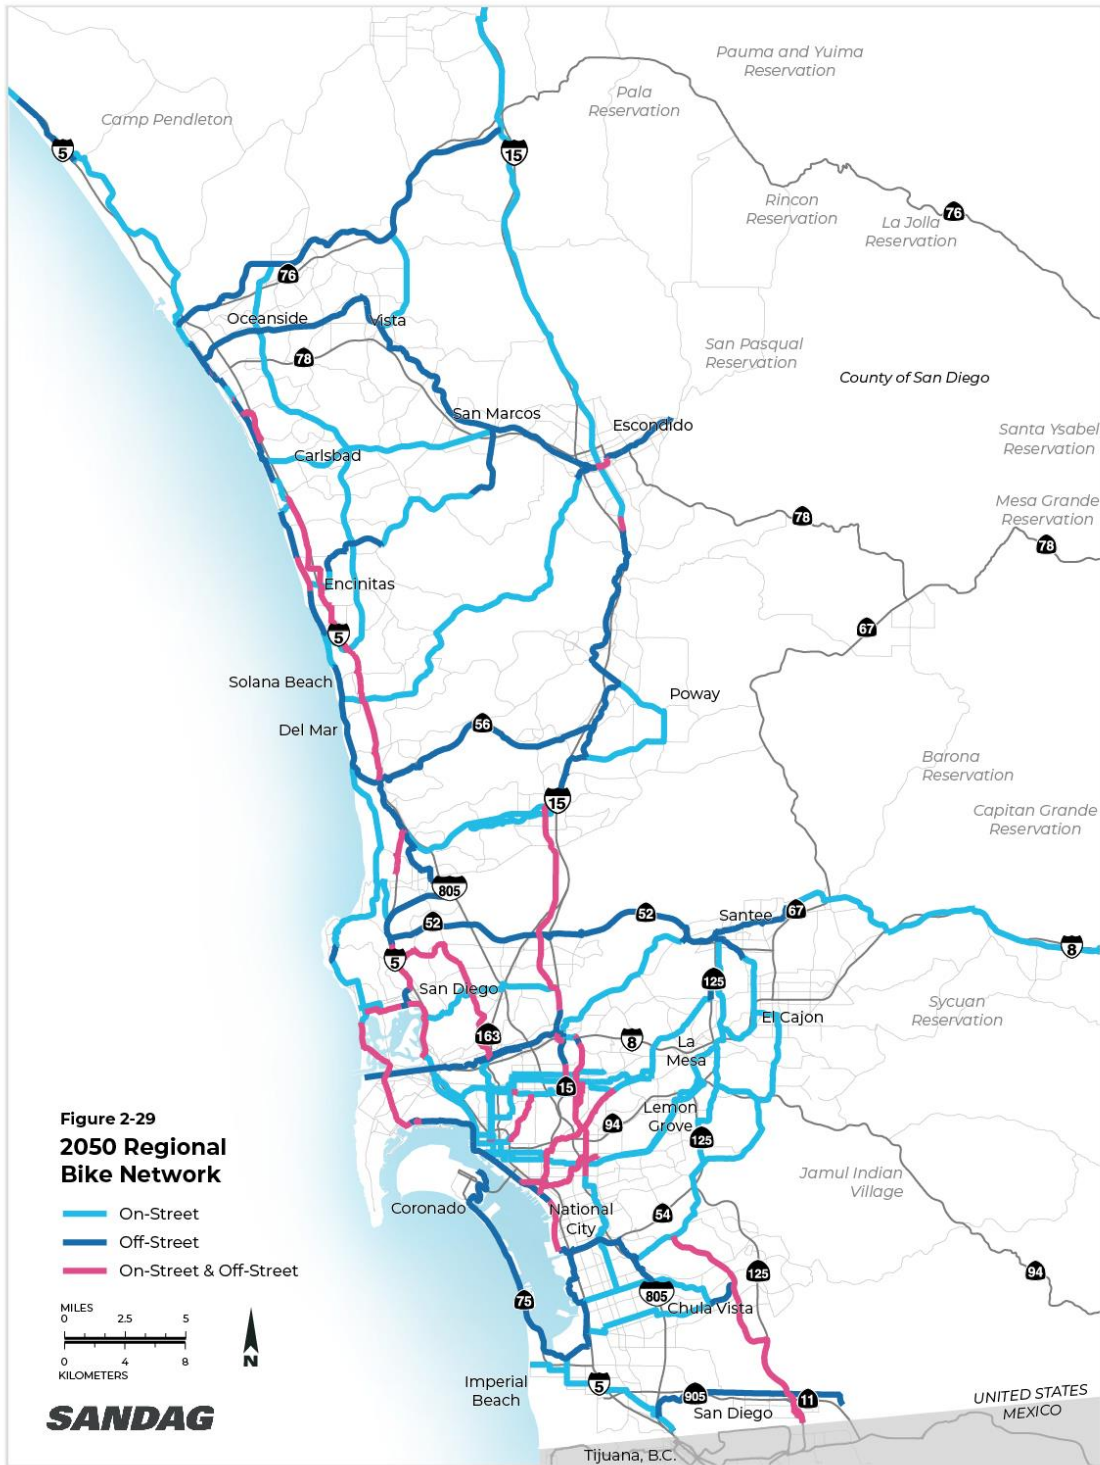 Pauma and Yuima
Reservation
Pala
Reservation
Camp Pendleton
5
15
Rincon
Reservation
La Jolla
Reservation
76
76
Oceanside
Vista
78
San Pasqual
Reservation
County of San Diego
San Marcos
Escondido
Santa Ysabel
Reservation
Carlsbad
Mesa Grande
Reservation
78
78
Encinitas
67
5
Solana Beach
Poway
Del Mar
56
Barona
Reservation
15
Capitan Grande
Reservation
805
52
52
Santee
67
8
5
San Diego
125
Sycuan
Reservation
El Cajon
163
8
La
Mesa
15
Lemon
Grove
94
125
Jamul Indian
Village
Coronado
National
City
54
94
125
75
805
Chula Vista
Imperial
Beach
5
905
San Diego
11
UNITED STATES
MEXICO
Tijuana, B.C.
Figure 2-29
2050 Regional
Bike Network
On-Street
Off-Street
On-Street & Off-Street
MILES
0 2.5 5
0 4 8
KILOMETERS
N
SANDAG